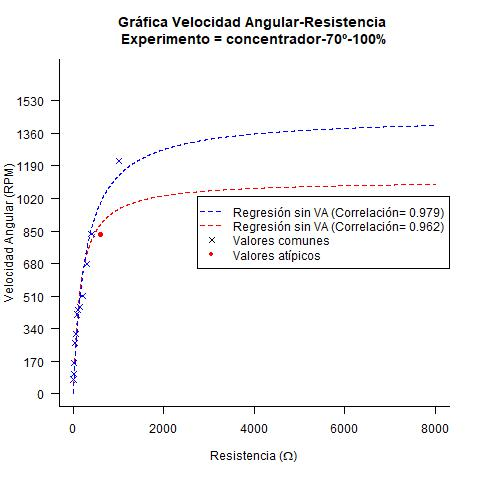 Gráfica Velocidad Angular-Resistencia
Experimento = concentrador-70º-100%
Velocidad Angular (RPM)
1530
1360
1190
1020
850
680
510
340
170
0
Regresión sin VA (Correlación= 0.979)
Regresión sin VA (Correlación= 0.962)
Valores comunes
Valores atípicos
0 2000 4000 6000 8000
Resistencia (Ω)